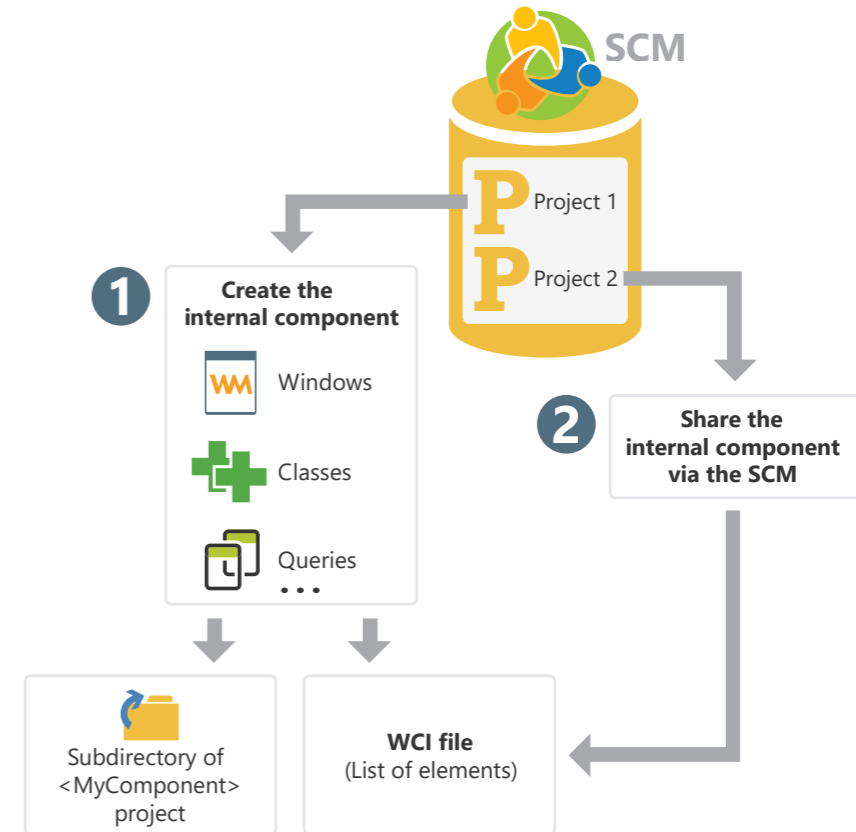 SCM
P Project 1
P Project 2
1
Create the
internal component
WM Windows
Classes
Queries
...
2
Share the
internal component
via the SCM
Subdirectory of
<MyComponent>
project
WCI file
(List of elements)